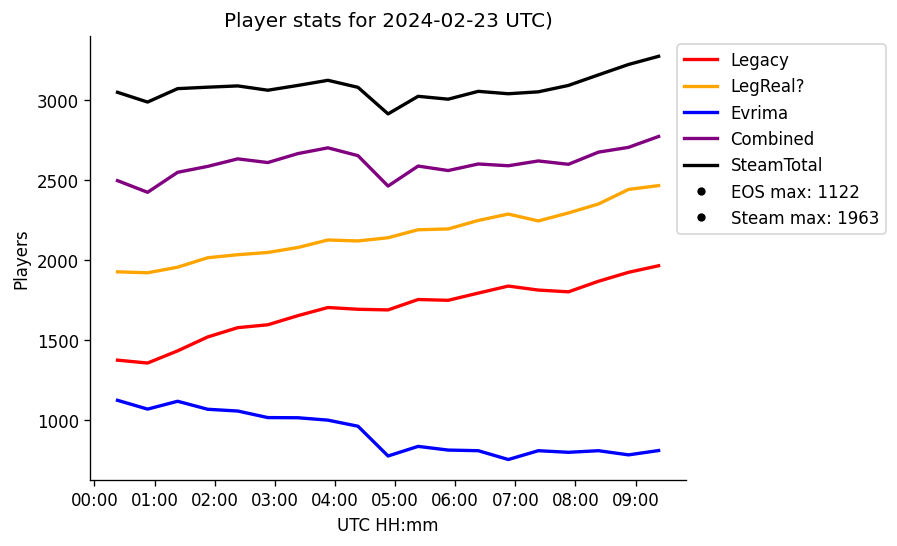 Player stats for 2024-02-23 UTC)
Legacy
LegReal?
Evrima
Combined
SteamTotal
EOS max: 1122
Steam max: 1963
Players
3000
2500
2000
1500
1000
00:00 01:00 02:00 03:00 04:00 05:00 06:00 07:00 08:00 09:00
UTC HH:mm